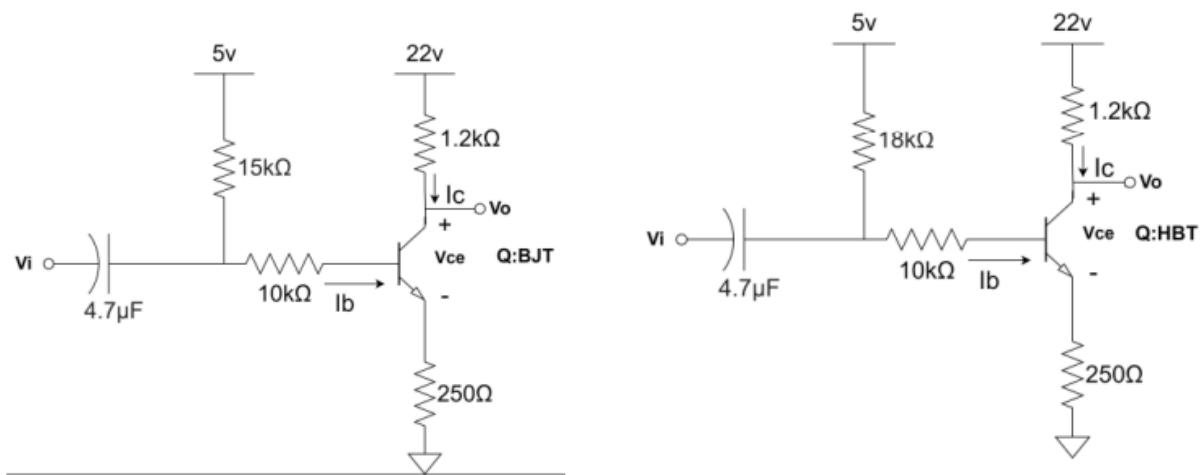 5v
22v
15kΩ
1.2kΩ
Ic
Vo
+
Vi
Vce
Q:BJT
-
4.7µF
10kΩ
Ib
250Ω
5v
22v
18kΩ
1.2kΩ
Ic
Vo
+
Vi
Vce
Q:HBT
-
4.7µF
10kΩ
Ib
250Ω